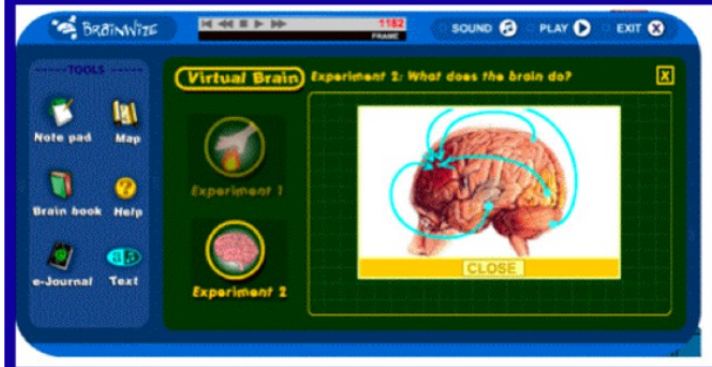 BRAINWIZE
1182
FRAME
SOUND
PLAY
EXIT X
TOOLS
Virtual Brain
Experiment 2: What does the brain do?
X
Note pad
Map
Experiment 1
Brain book
Help
e-Journal
Text
Experiment 2
CLOSE